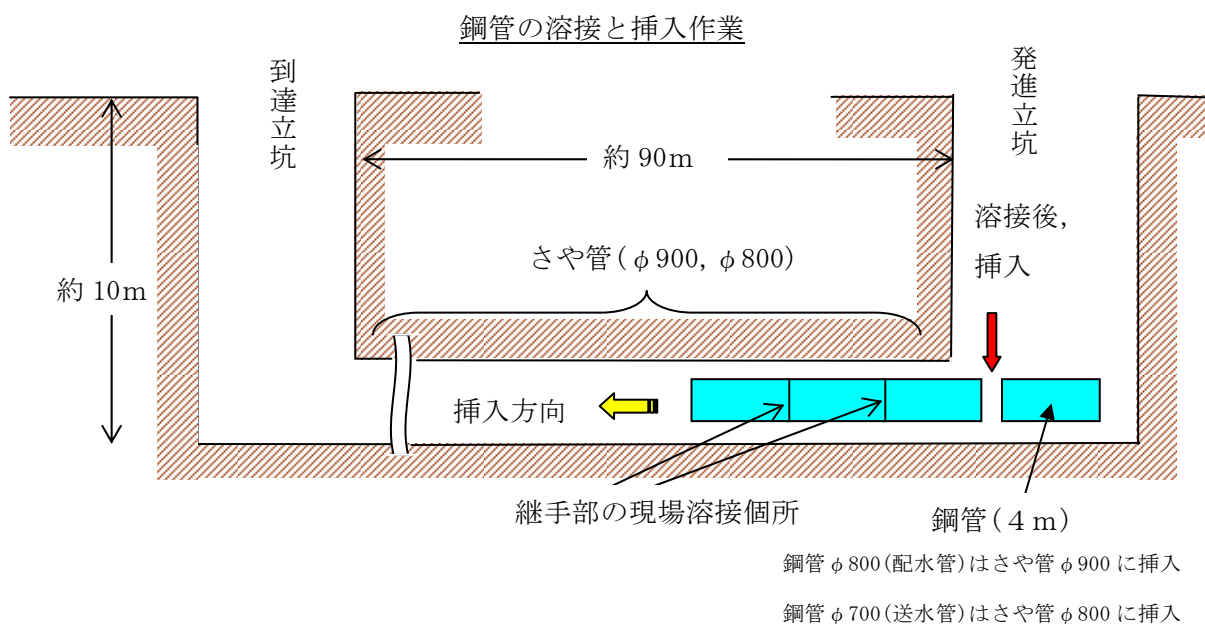 鋼管の溶接と挿入作業
到達立坑
発進立坑
約 90m
溶接後,
挿入
さや管(φ900, φ800)
約 10m
挿入方向
継手部の現場溶接個所
鋼管(4 m)
鋼管φ800(配水管)はさや管φ900 に挿入
鋼管φ700(送水管)はさや管φ800 に挿入